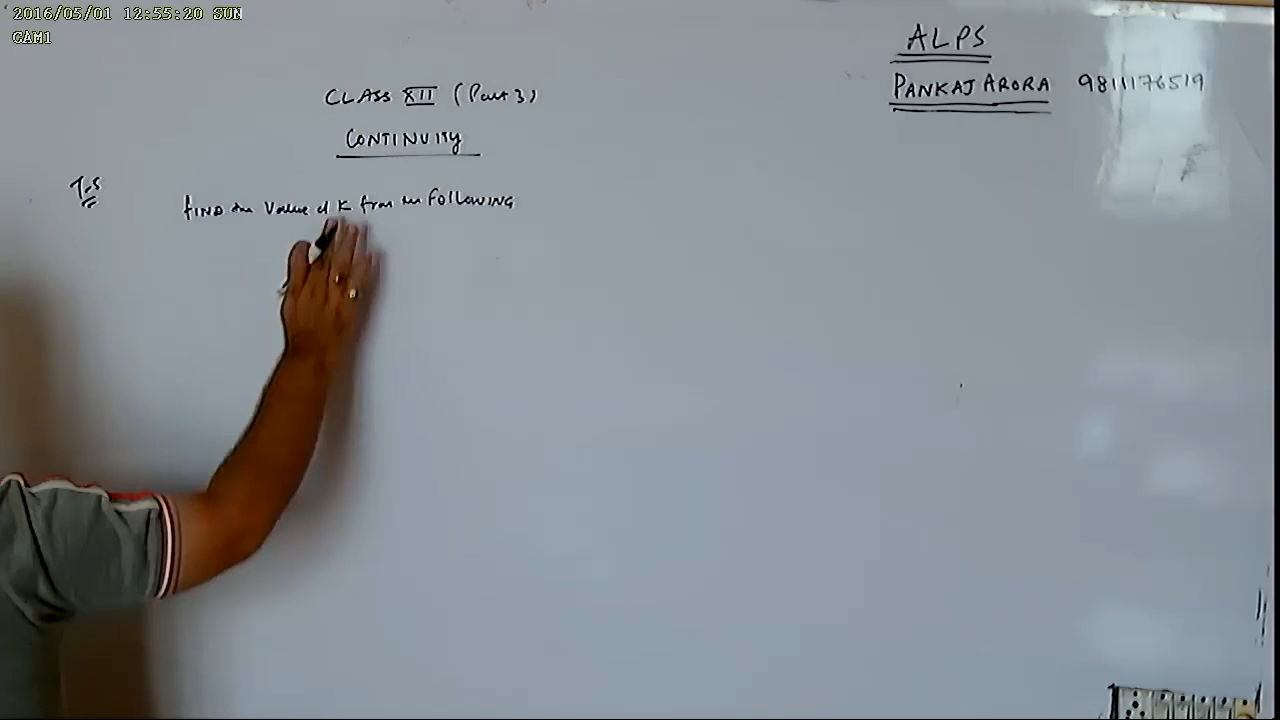 2016/05/01 12:55:20 SUN
CAM1
ALPS
PANKAJ ARORA 9811176519
CLASS XII (Part 3)
CONTINUITY
T-5
FIND the Value of K from the FOLLOWING